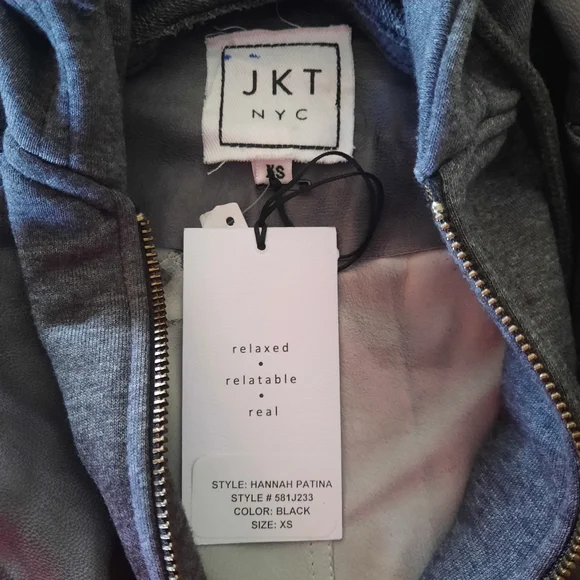 JKT
NYC
XS
relaxed
•
relatable
•
real
STYLE: HANNAH PATINA
STYLE # 581J233
COLOR: BLACK
SIZE: XS